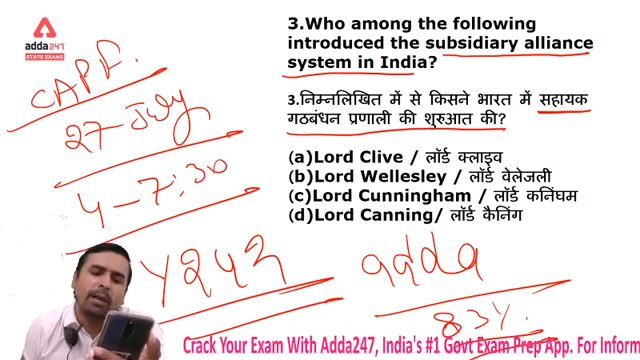 adda247
STATE EXAMS
CAPF.
27 - July
4 - 7:30
Y242
adda
83%.
3.Who among the following
introduced the subsidiary alliance
system in India?
3.निम्नलिखित में से किसने भारत में सहायक
गठबंधन प्रणाली की शुरुआत की?
(a)Lord Clive / लॉर्ड क्लाइव
(b)Lord Wellesley / लॉर्ड वेलेजली
(c)Lord Cunningham / लॉर्ड कनिंघम
(d)Lord Canning/ लॉर्ड कैनिंग
Crack Your Exam With Adda247, India's #1 Govt Exam Prep App. For Inform